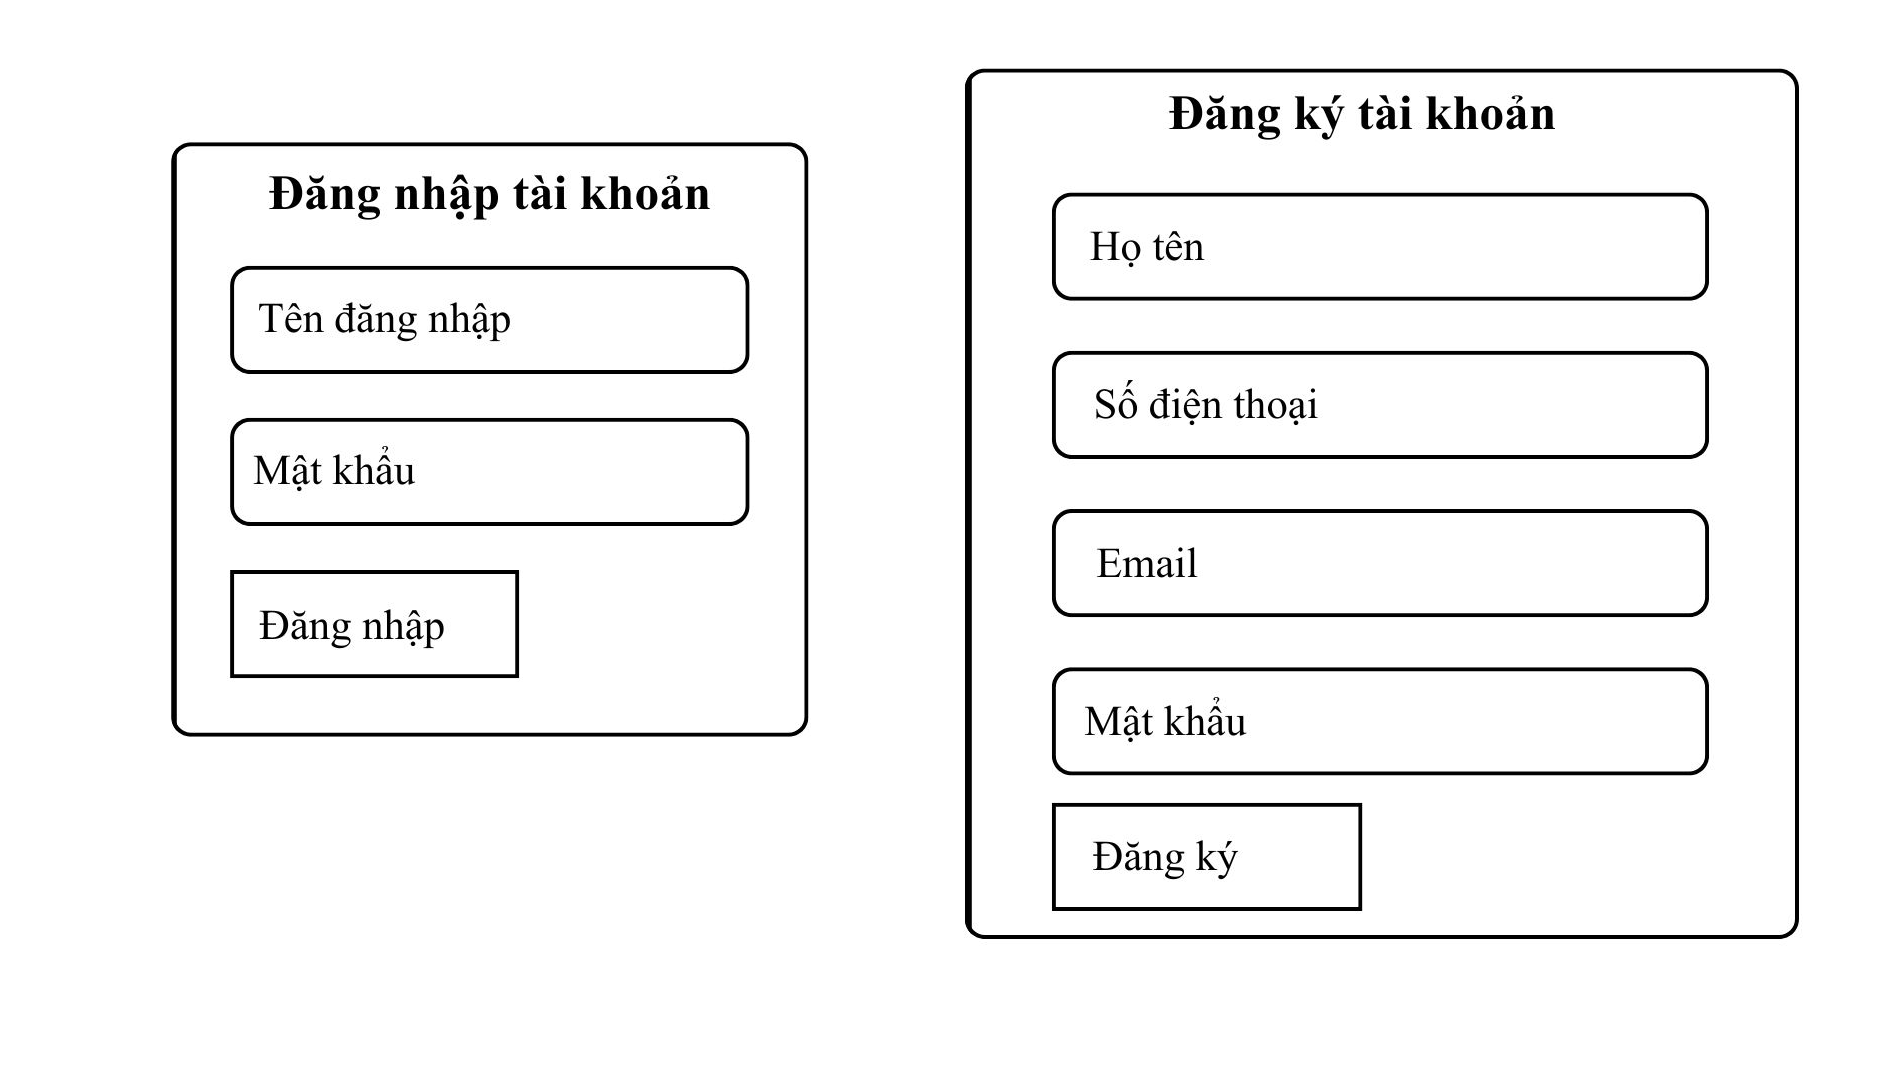 Đăng nhập tài khoản
Tên đăng nhập
Mật khẩu
Đăng nhập
Đăng ký tài khoản
Họ tên
Số điện thoại
Email
Mật khẩu
Đăng ký